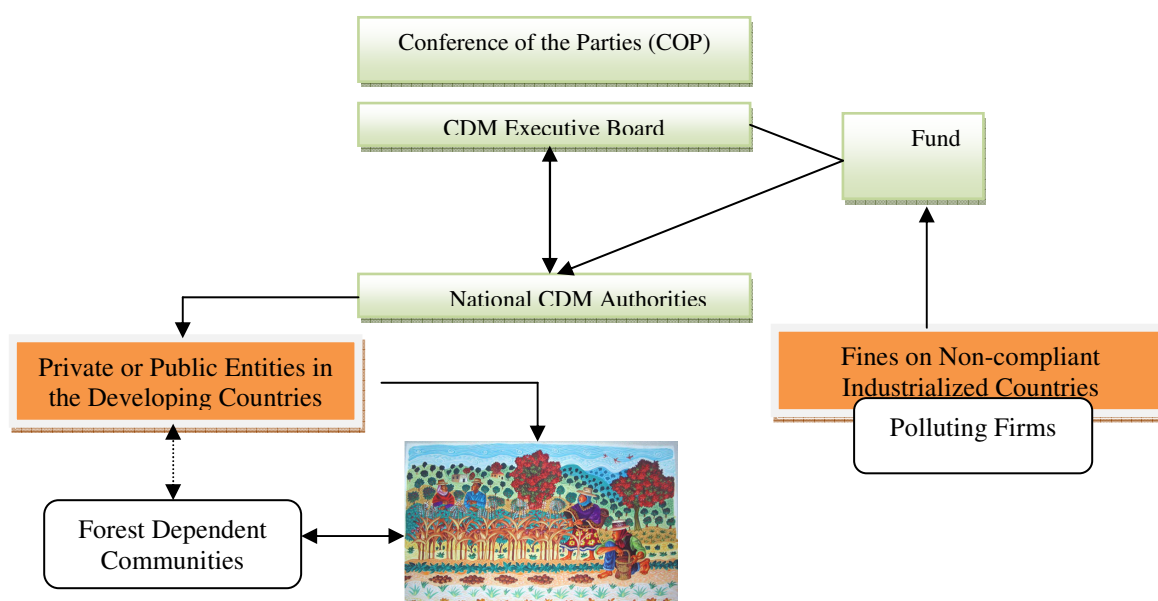 Conference of the Parties (COP)
CDM Executive Board
Fund
National CDM Authorities
Private or Public Entities in
the Developing Countries
Fines on Non-compliant
Industrialized Countries
Polluting Firms
Forest Dependent
Communities